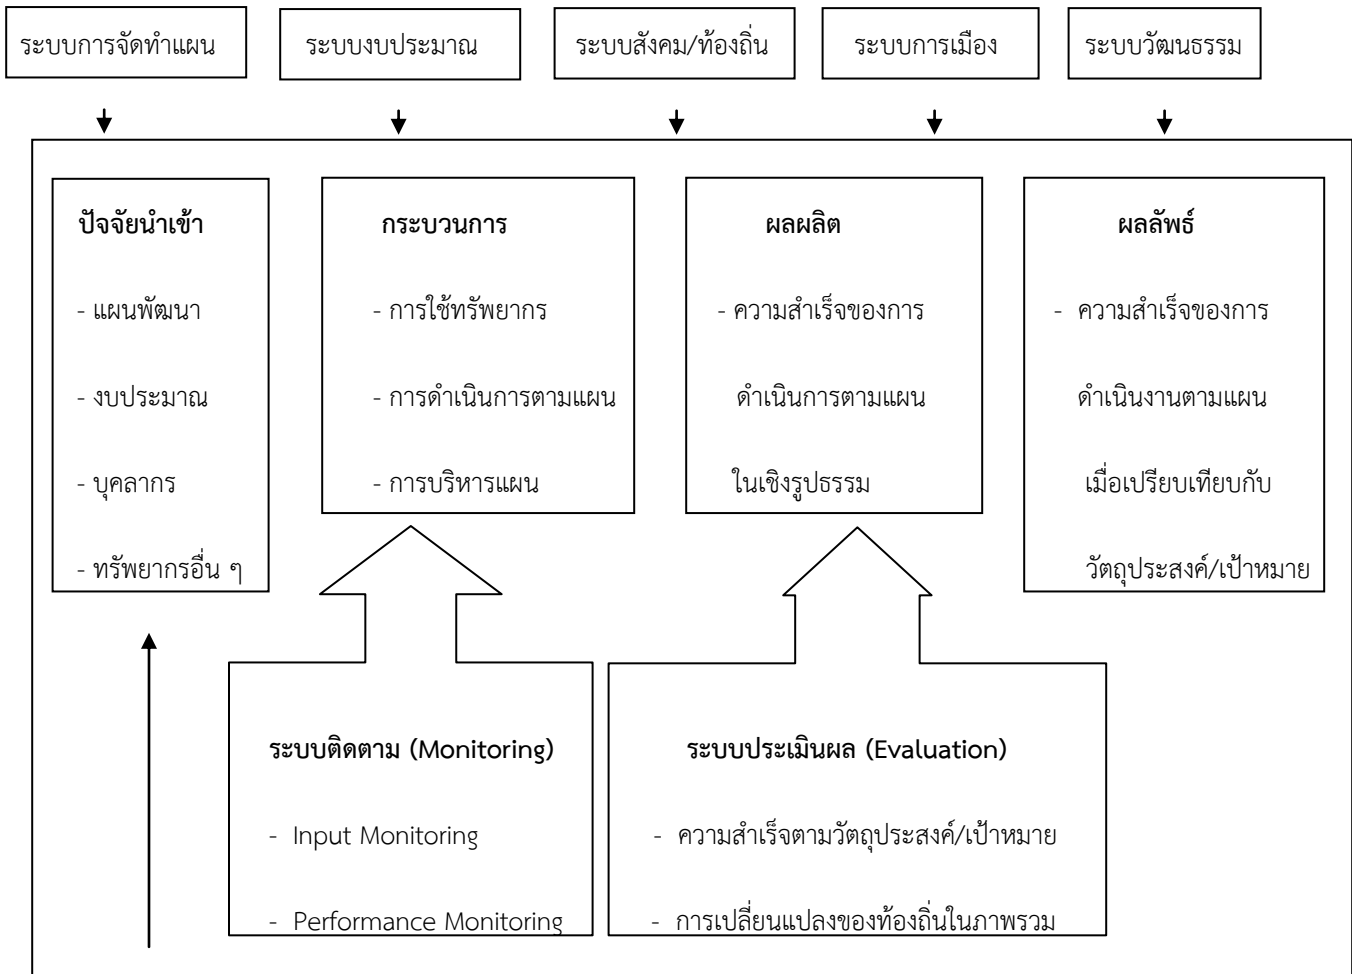 ระบบการจัดทำแผน
ระบบงบประมาณ
ระบบสังคม/ท้องถิ่น
ระบบการเมือง
ระบบวัฒนธรรม
ปัจจัยนำเข้า
- แผนพัฒนา
- งบประมาณ
- บุคลากร
- ทรัพยากรอื่น ๆ
กระบวนการ
- การใช้ทรัพยากร
- การดำเนินการตามแผน
- การบริหารแผน
ผลผลิต
- ความสำเร็จของการ
ดำเนินการตามแผน
ในเชิงรูปธรรม
ผลลัพธ์
- ความสำเร็จของการ
ดำเนินงานตามแผน
เมื่อเปรียบเทียบกับ
วัตถุประสงค์/เป้าหมาย
ระบบติดตาม (Monitoring)
- Input Monitoring
- Performance Monitoring
ระบบประเมินผล (Evaluation)
- ความสำเร็จตามวัตถุประสงค์/เป้าหมาย
- การเปลี่ยนแปลงของท้องถิ่นในภาพรวม